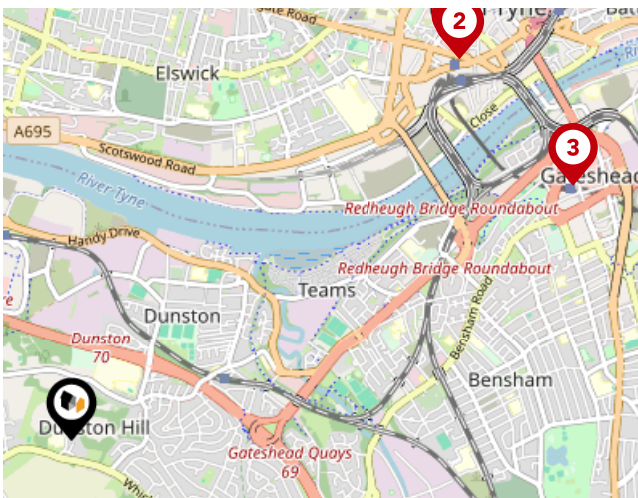 2
Tyne
Elswick
A695
Close
Scotswood Road
3
Gateshead
River Tyne
Redheugh Bridge Roundabout
Handy Drive
Redheugh Bridge Roundabout
Teams
Dunston
Dunston
70
Bensham Road
Bensham
Dunston Hill
Gateshead Quays
69